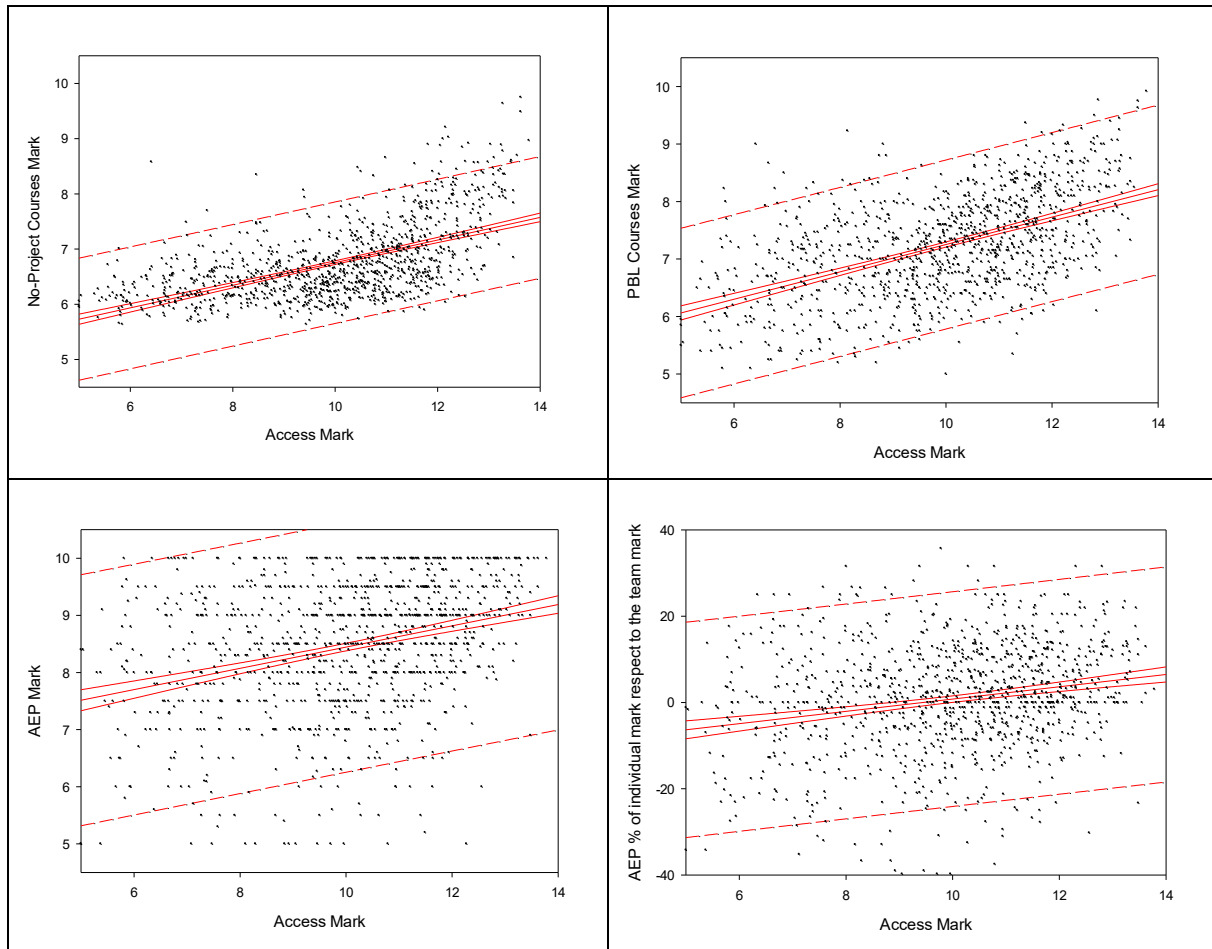 10
9
8
7
6
5
No-Project Courses Mark
6 8 10 12 14
Access Mark
10
9
8
7
6
5
PBL Courses Mark
6 8 10 12 14
Access Mark
10
9
8
7
6
5
AEP Mark
6 8 10 12 14
Access Mark
40
20
0
-20
-40
AEP % of individual mark respect to the team mark
6 8 10 12 14
Access Mark